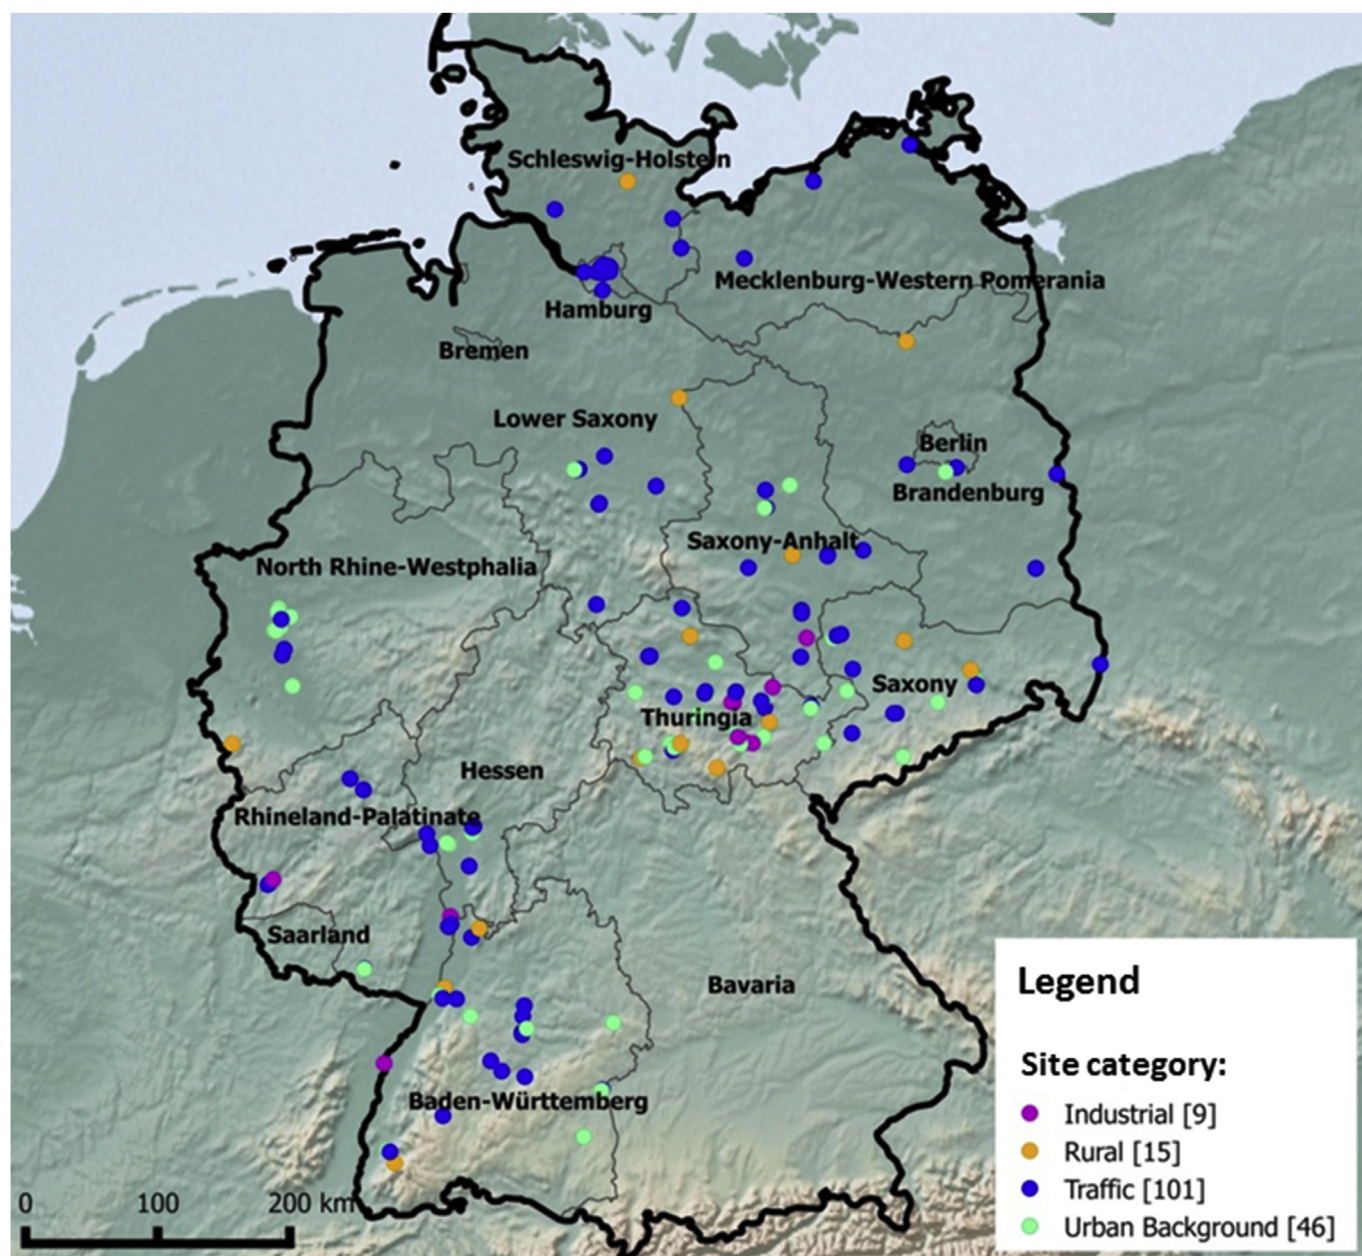 Schleswig-Holstein
Mecklenburg-Western Pomerania
Hamburg
Bremen
Lower Saxony
Berlin
Brandenburg
Saxony-Anhalt
North Rhine-Westphalia
Saxony
Thuringia
Hessen
Rhineland-Palatinate
Saarland
Bavaria
Baden-Württemberg
0 100 200 km
Legend
Site category:
Industrial [9]
Rural [15]
Traffic [101]
Urban Background [46]